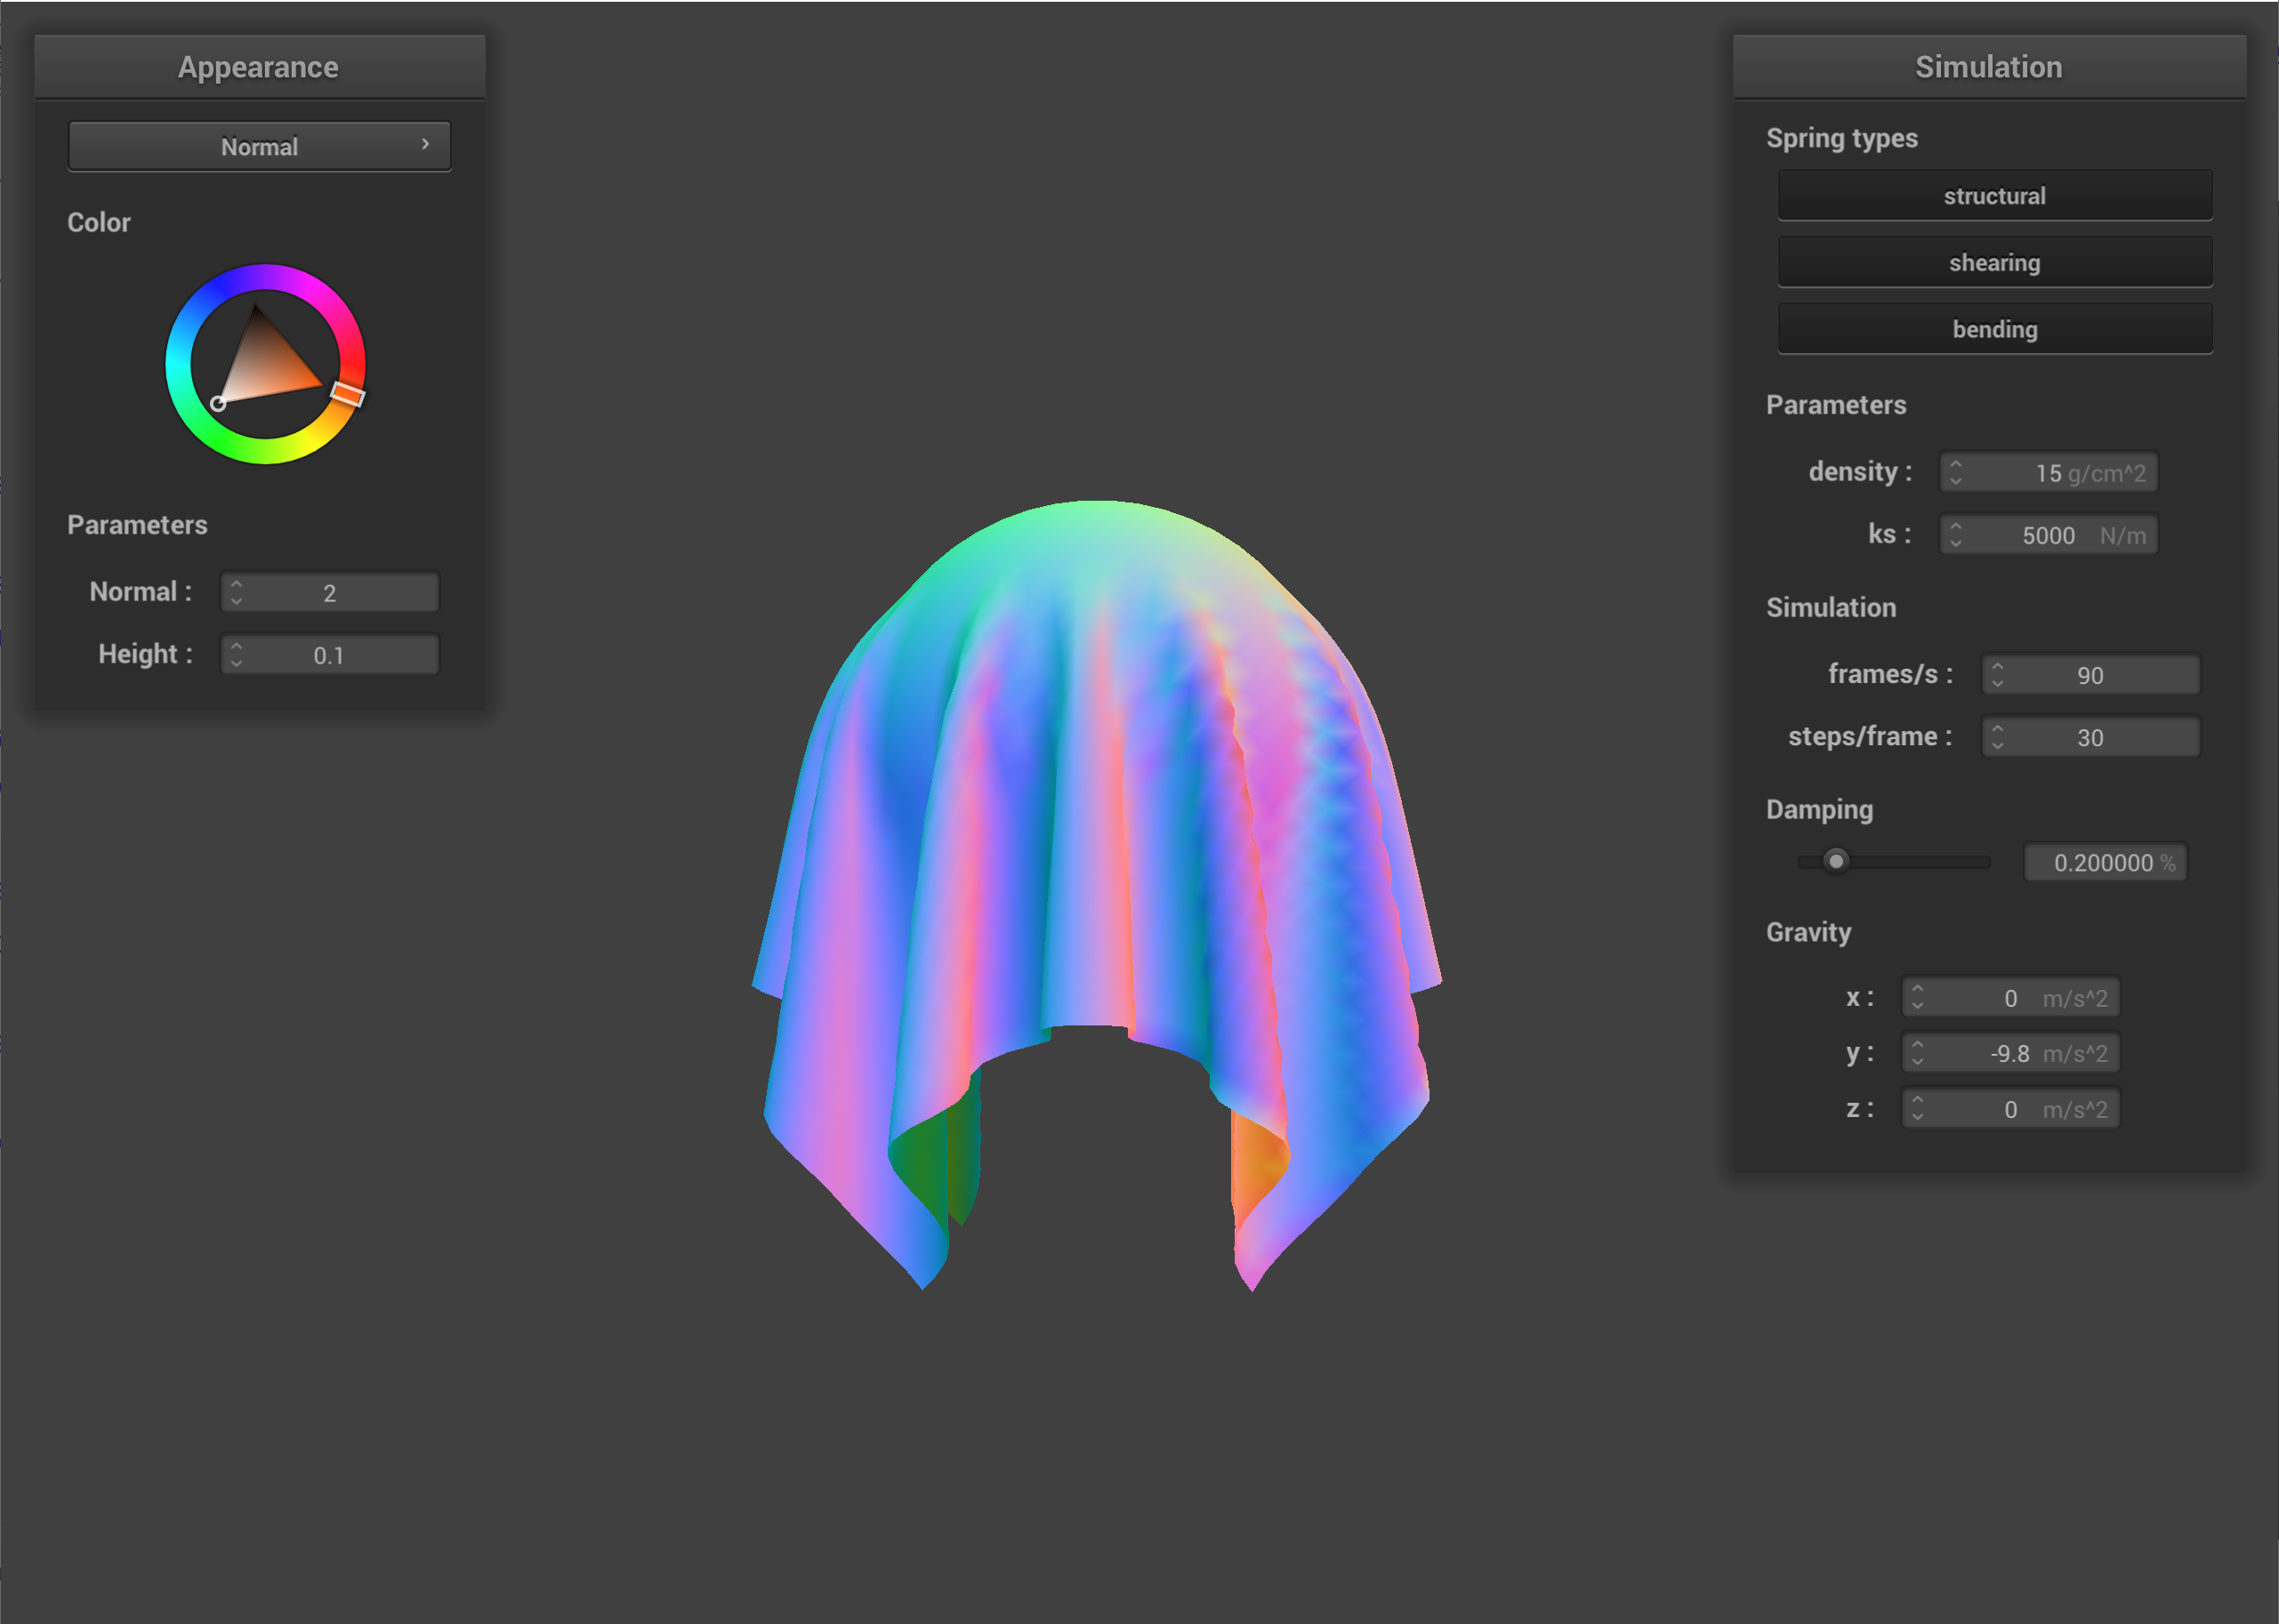 Appearance
Normal
Color
Parameters
Normal : 2
Height : 0.1
Simulation
Spring types
structural
shearing
bending
Parameters
density : 15 g/cm^2
ks : 5000 N/m
Simulation
frames/s : 90
steps/frame : 30
Damping
0.200000 %
Gravity
x : 0 m/s^2
y : -9.8 m/s^2
z : 0 m/s^2